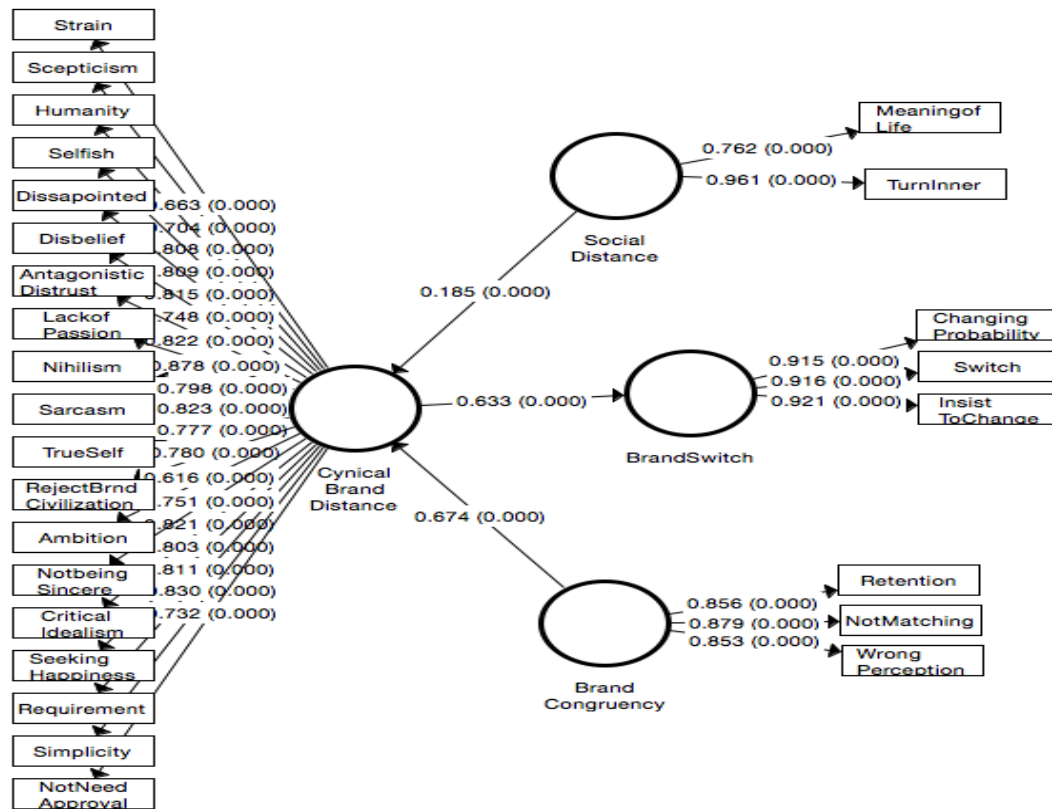 Strain
Scepticism
Humanity
Selfish
Dissapointed
Disbelief
Antagonistic
Distrust
Lackof
Passion
Nihilism
Sarcasm
TrueSelf
RejectBrnd
Civilization
Ambition
Notbeing
Sincere
Critical
Idealism
Seeking
Happiness
Requirement
Simplicity
NotNeed
Approval
0.663 (0.000)
0.704 (0.000)
0.808 (0.000)
0.809 (0.000)
0.815 (0.000)
0.748 (0.000)
0.822 (0.000)
0.878 (0.000)
0.798 (0.000)
0.823 (0.000)
0.777 (0.000)
0.780 (0.000)
0.616 (0.000)
0.751 (0.000)
0.821 (0.000)
0.803 (0.000)
0.811 (0.000)
0.830 (0.000)
0.732 (0.000)
Cynical
Brand
Distance
0.185 (0.000)
0.633 (0.000)
0.674 (0.000)
Social
Distance
0.762 (0.000)
0.961 (0.000)
Meaningof
Life
TurnInner
BrandSwitch
0.915 (0.000)
0.916 (0.000)
0.921 (0.000)
Changing
Probability
Switch
Insist
ToChange
Brand
Congruency
0.856 (0.000)
0.879 (0.000)
0.853 (0.000)
Retention
NotMatching
Wrong
Perception